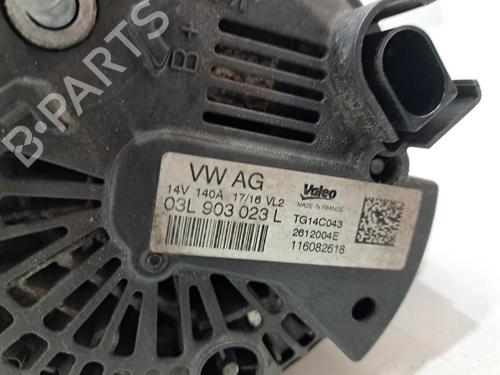 B+
B-PARTS
VW AG
14V 140A 17/16 VL2
03L 903 023 L
Valeo
MADE IN FRANCE
TG14C043
2612004E
116082618